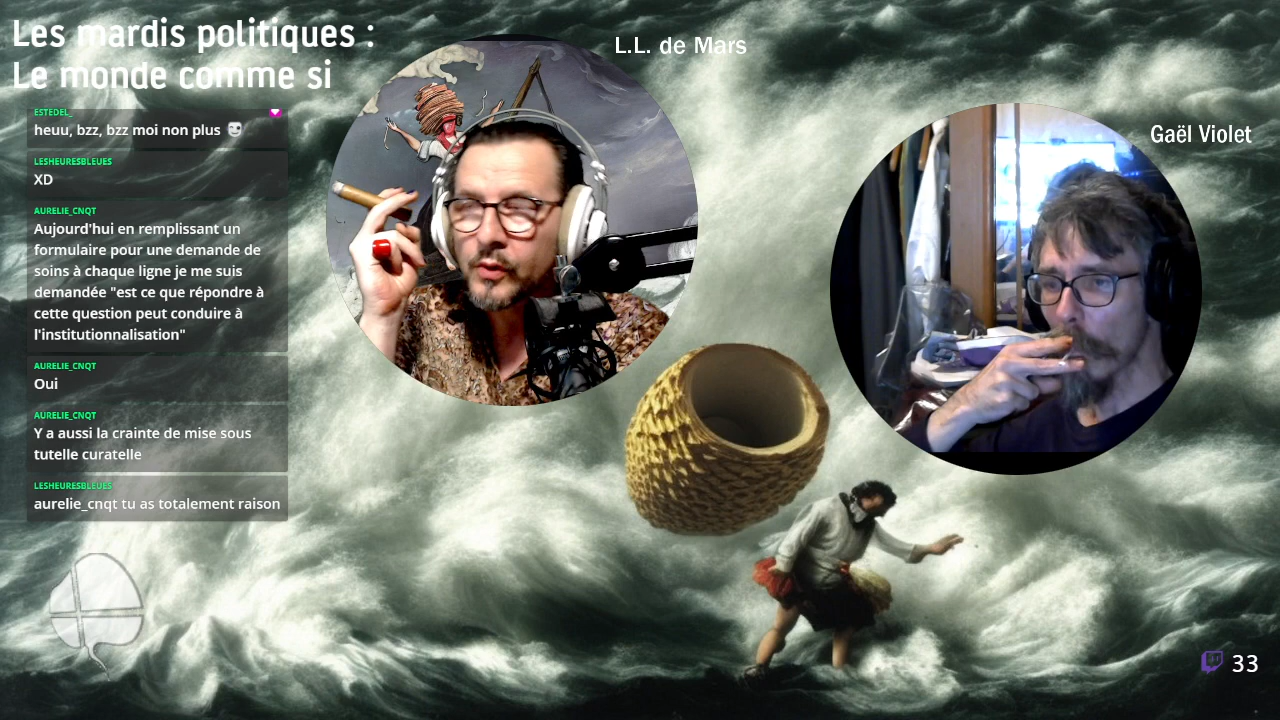 Les mardis politiques :
Le monde comme si
L.L. de Mars
Gaël Violet
ESTEDEL_
heuu, bzz, bzz moi non plus
LESHEURESBLEUES
XD
AURELIE_CNQT
Aujourd'hui en remplissant un
formulaire pour une demande de
soins à chaque ligne je me suis
demandée "est ce que répondre à
cette question peut conduire à
l'institutionnalisation"
AURELIE_CNQT
Oui
AURELIE_CNQT
Y a aussi la crainte de mise sous
tutelle curatelle
LESHEURESBLEUES
aurelie_cnqt tu as totalement raison
33